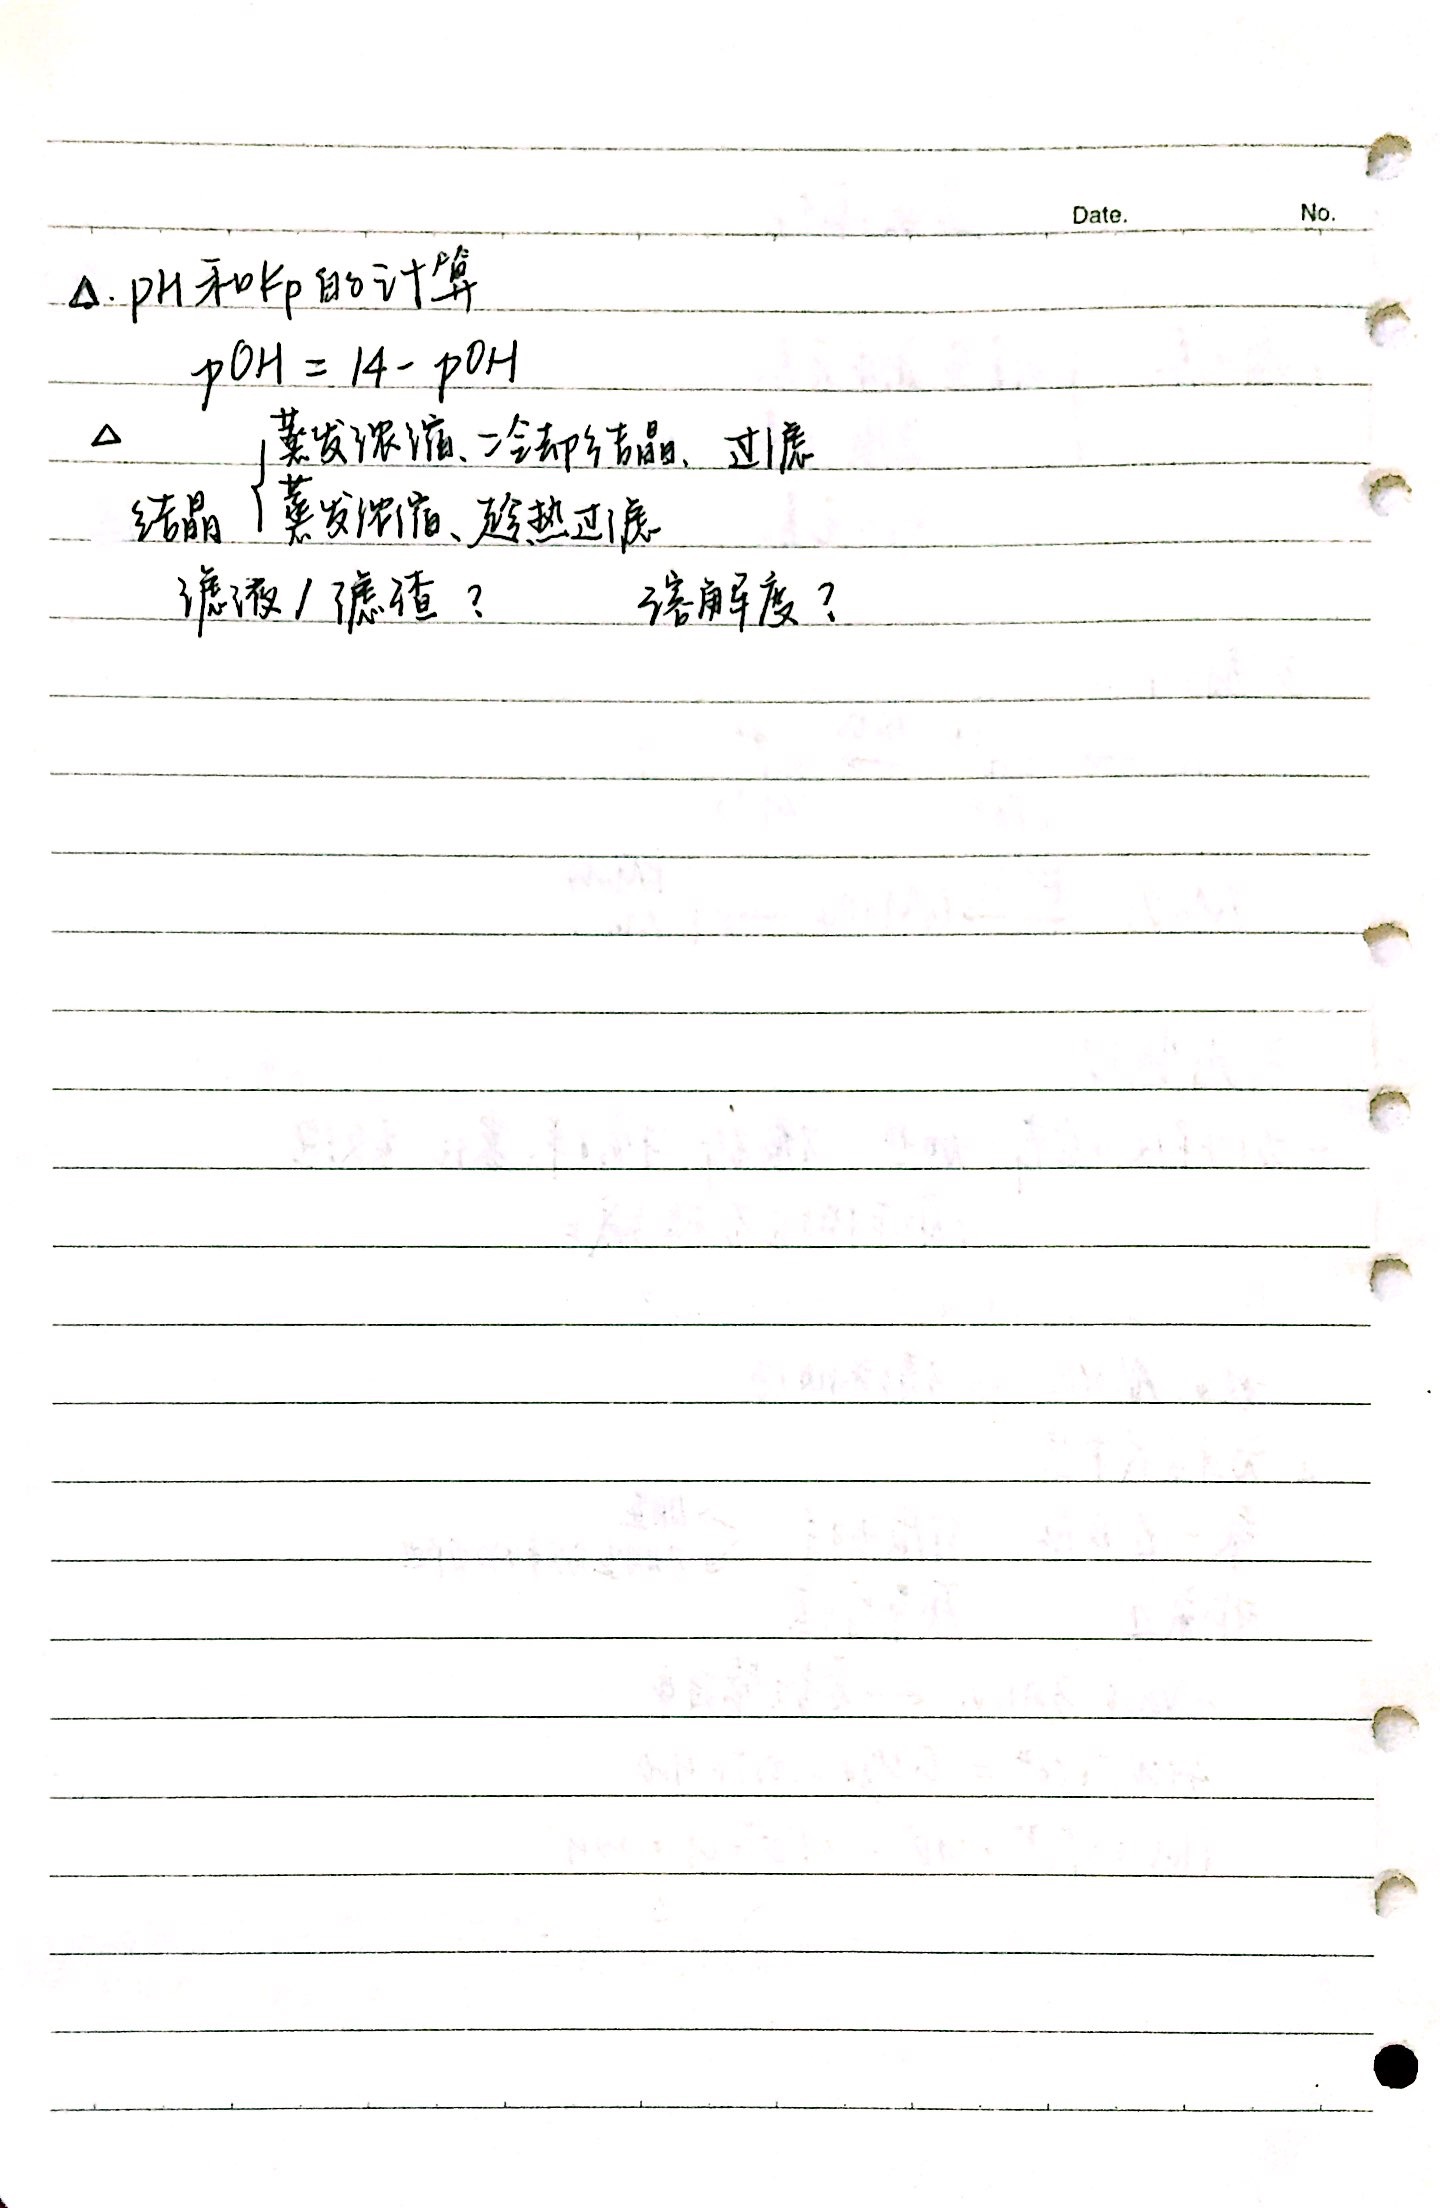 Date. No.
△. pH和Kp的计算
pOH = 14 - pOH
△ 蒸发浓缩、冷却结晶、过滤
结晶 { 蒸发浓缩、趁热过滤
滤液 / 滤渣? 溶解度?